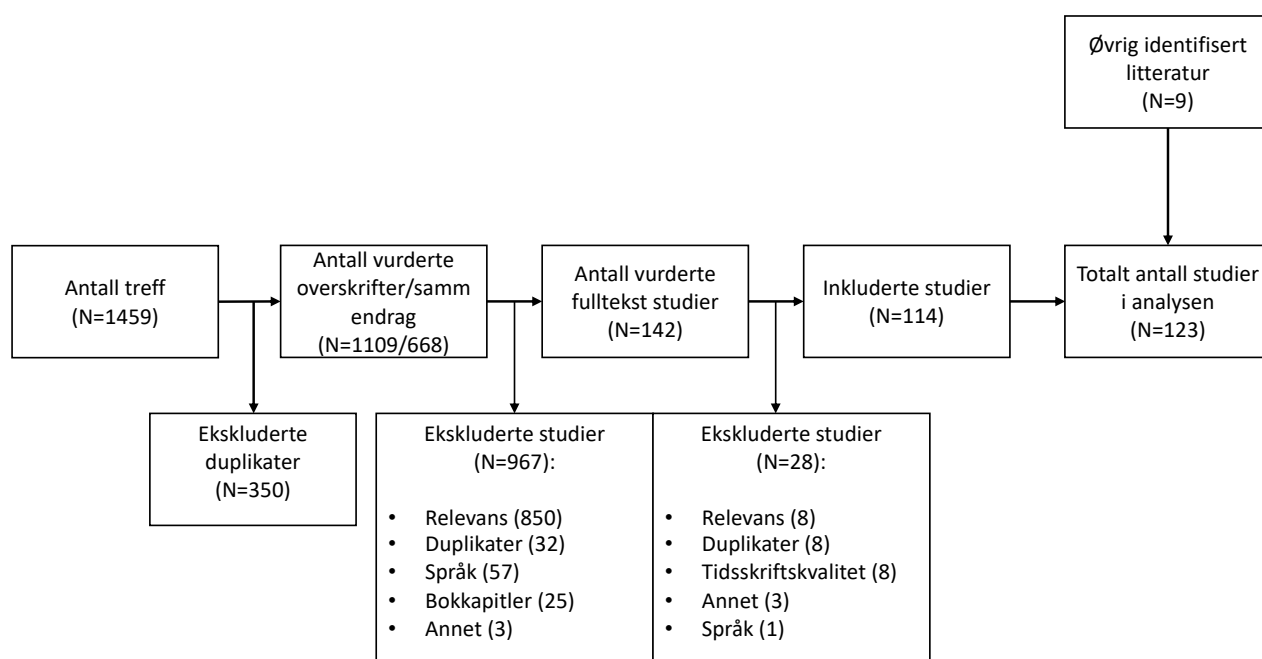 Øvrig identifisert
litteratur
(N=9)
Antall treff
(N=1459)
Antall vurderte
overskrifter/samm
endrag
(N=1109/668)
Antall vurderte
fulltekst studier
(N=142)
Inkluderte studier
(N=114)
Totalt antall studier
i analysen
(N=123)
Ekskluderte
duplikater
(N=350)
Ekskluderte studier
(N=967):
• Relevans (850)
• Duplikater (32)
• Språk (57)
• Bokkapitler (25)
• Annet (3)
Ekskluderte studier
(N=28):
• Relevans (8)
• Duplikater (8)
• Tidsskriftskvalitet (8)
• Annet (3)
• Språk (1)